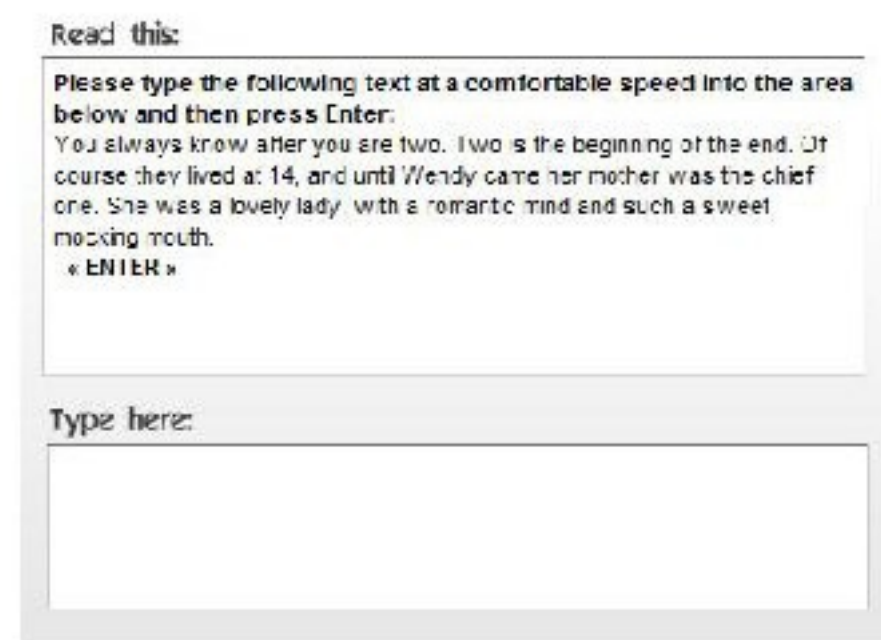 Read this:
Please type the following text at a comfortable speed into the area
below and then press Enter:
You always know after you are two. Two is the beginning of the end. Of
course they lived at 14, and until Wendy came her mother was the chief
one. She was a lovely lady, with a romantic mind and such a sweet
mocking mouth.
« ENTER »
Type here: